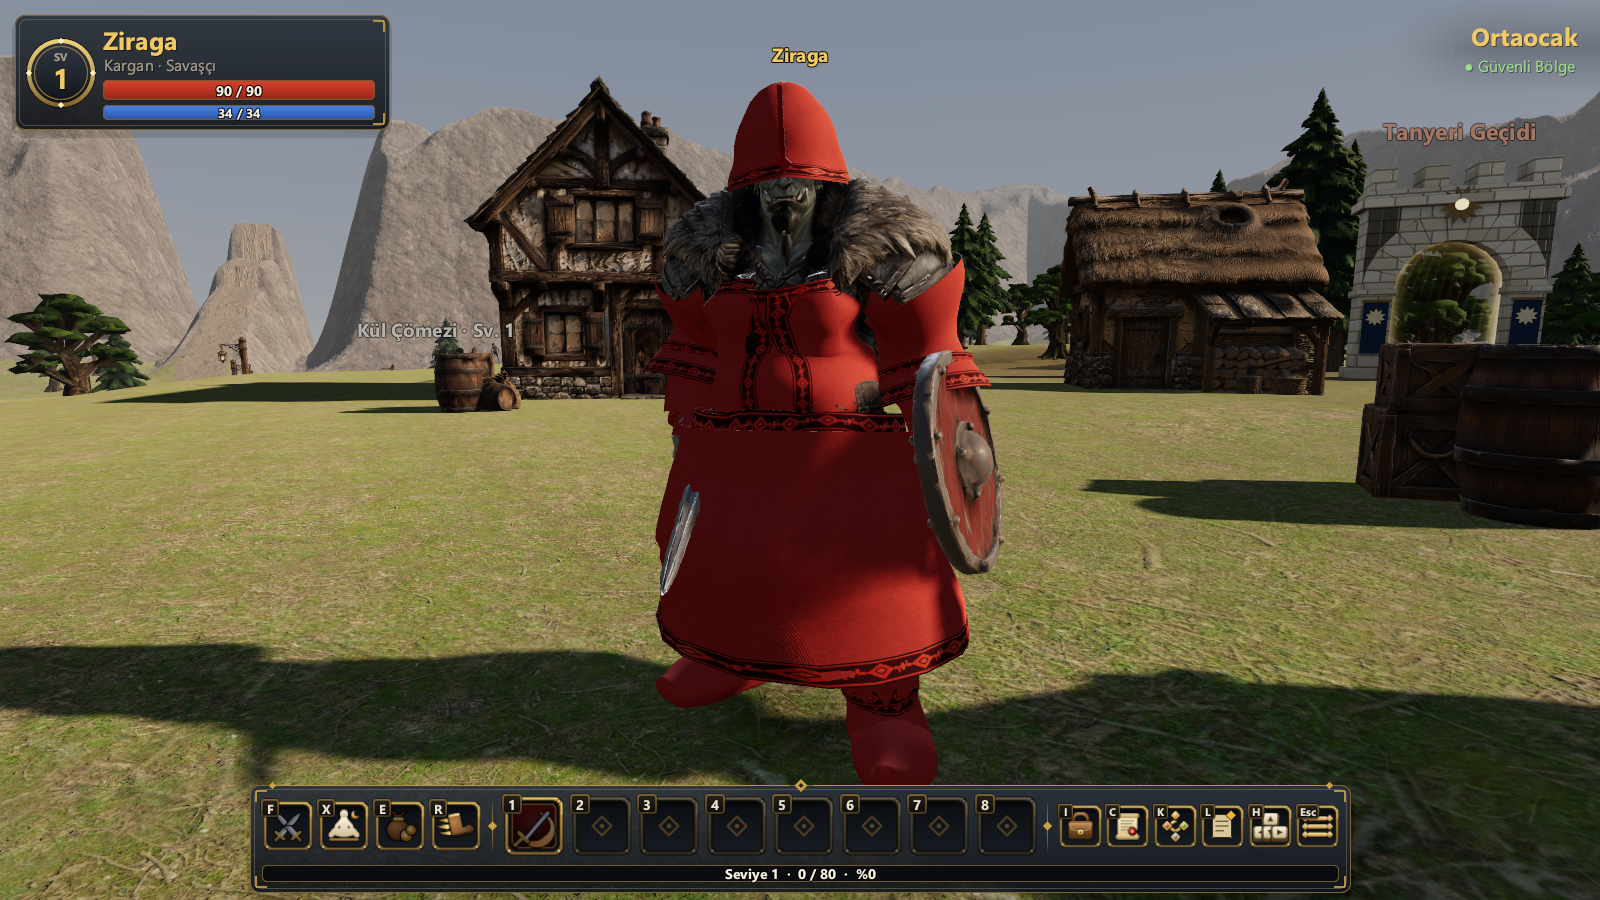 Ziraga
SV
1
Kargan · Savaşçı
90 / 90
34 / 34
Ziraga
Ortaocak
Güvenli Bölge
Tanyeri Geçidi
Kül Çömezi · Sv. 1
F
X
E
R
1
2
3
4
5
6
7
8
I
C
K
L
H
Esc
Seviye 1 · 0 / 80 · %0